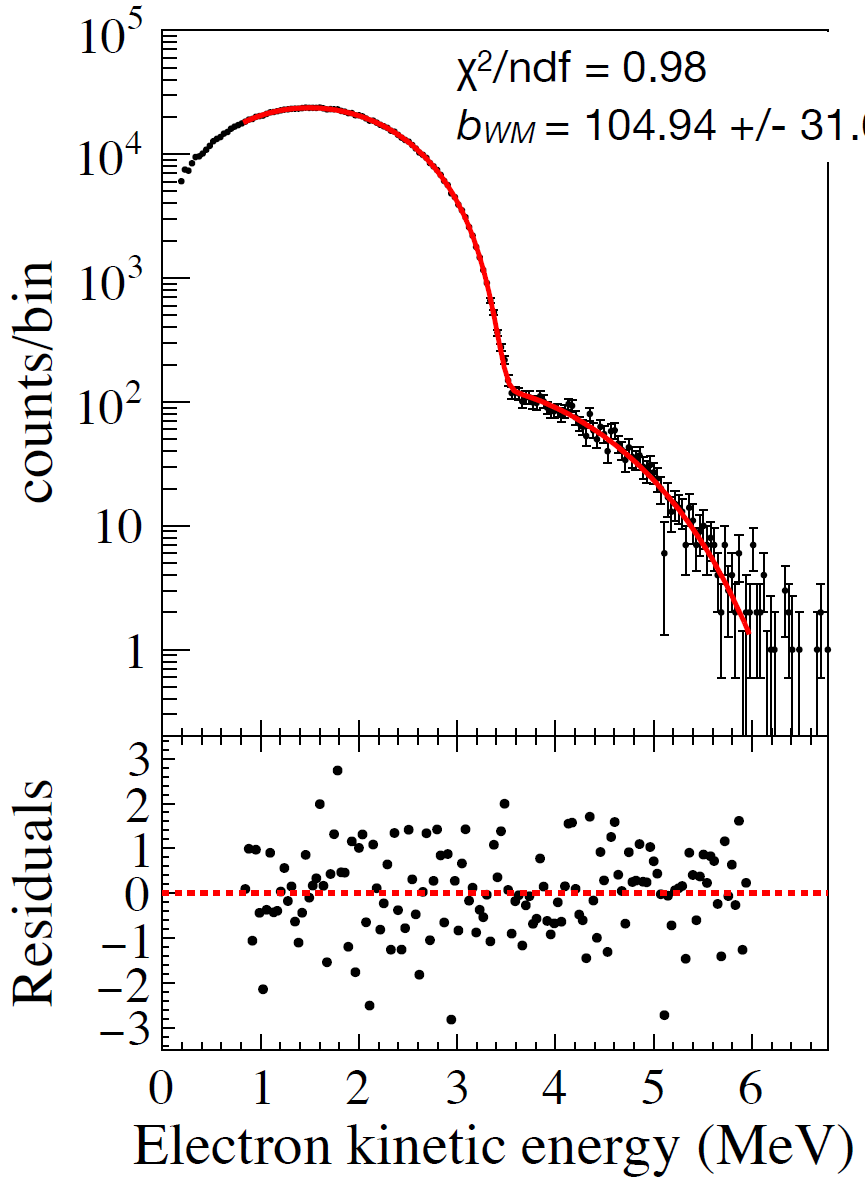 χ²/ndf = 0.98
b_WM = 104.94 +/- 31.
10⁵
10⁴
10³
10²
10
1
counts/bin
3
2
1
0
−1
−2
−3
Residuals
0 1 2 3 4 5 6
Electron kinetic energy (MeV)